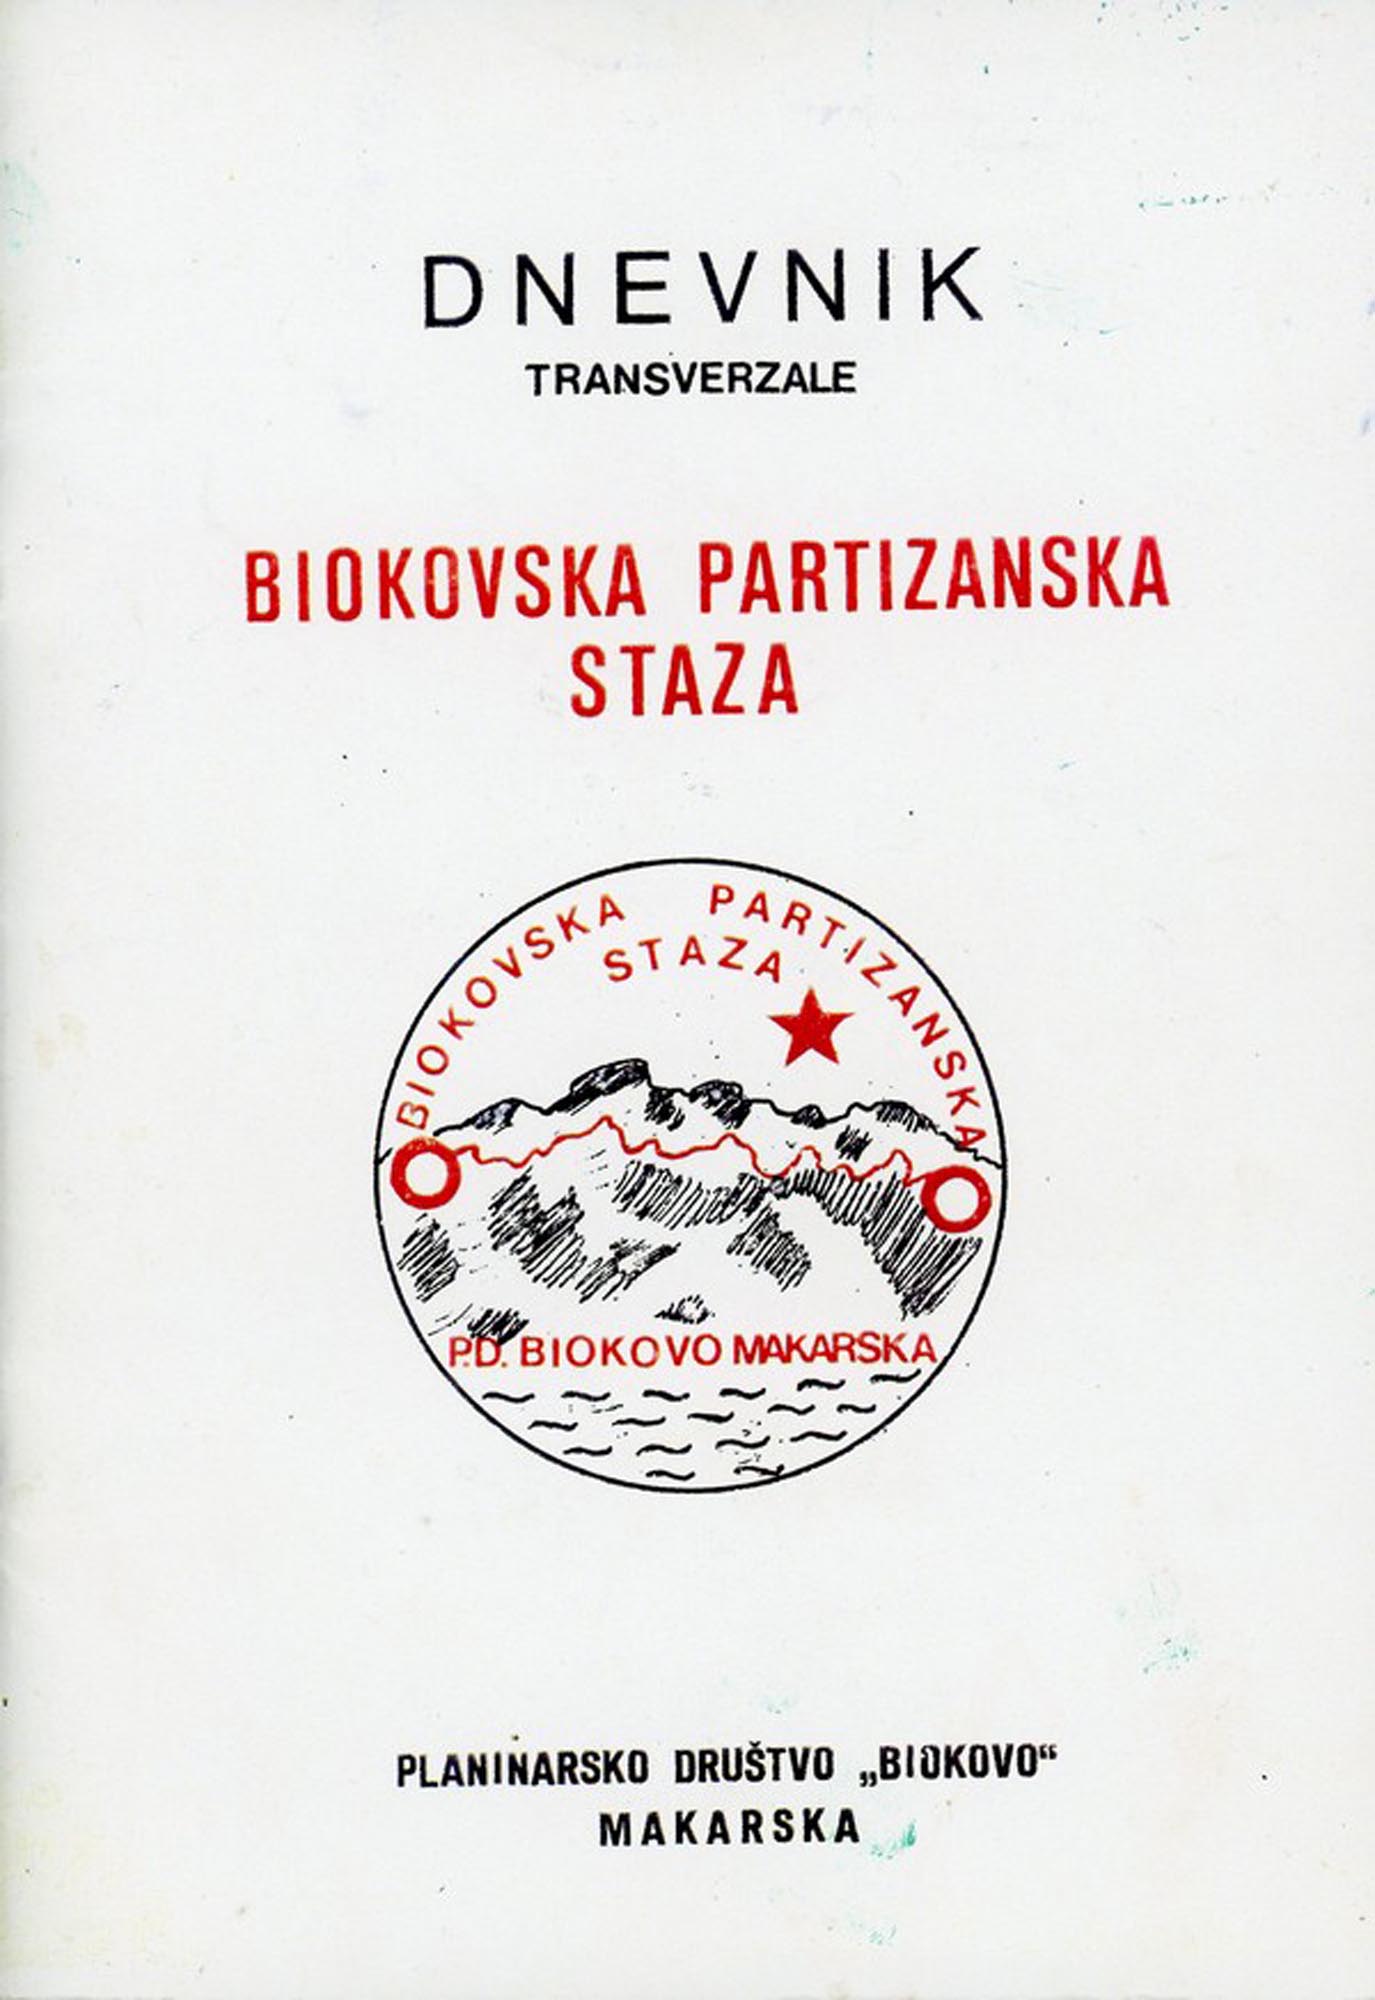 DNEVNIK
TRANSVERZALE
BIOKOVSKA PARTIZANSKA
STAZA
BIOKOVSKA PARTIZANSKA
STAZA
P.D. BIOKOVO MAKARSKA
PLANINARSKO DRUŠTVO „BIOKOVO“
MAKARSKA